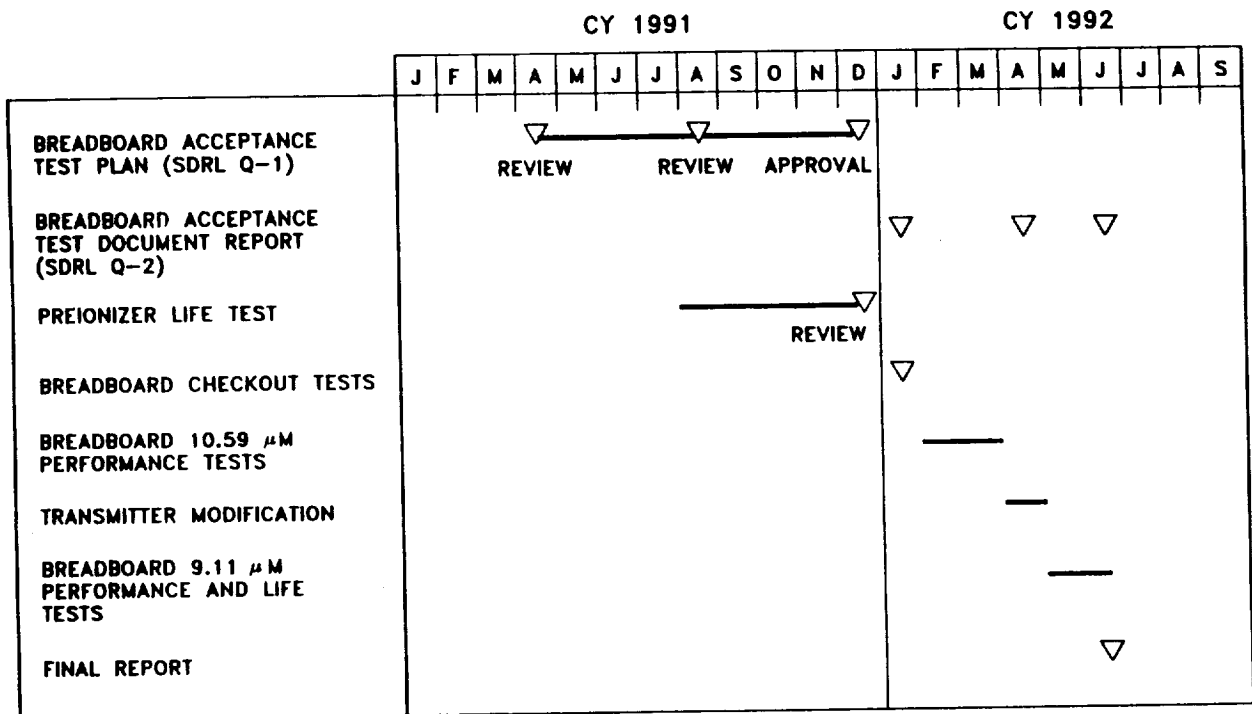 CY 1991 CY 1992
J F M A M J J A S O N D J F M A M J J A S
BREADBOARD ACCEPTANCE
TEST PLAN (SDRL Q-1)
REVIEW REVIEW APPROVAL
BREADBOARD ACCEPTANCE
TEST DOCUMENT REPORT
(SDRL Q-2)
PREIONIZER LIFE TEST
REVIEW
BREADBOARD CHECKOUT TESTS
BREADBOARD 10.59 μM
PERFORMANCE TESTS
TRANSMITTER MODIFICATION
BREADBOARD 9.11 μM
PERFORMANCE AND LIFE
TESTS
FINAL REPORT